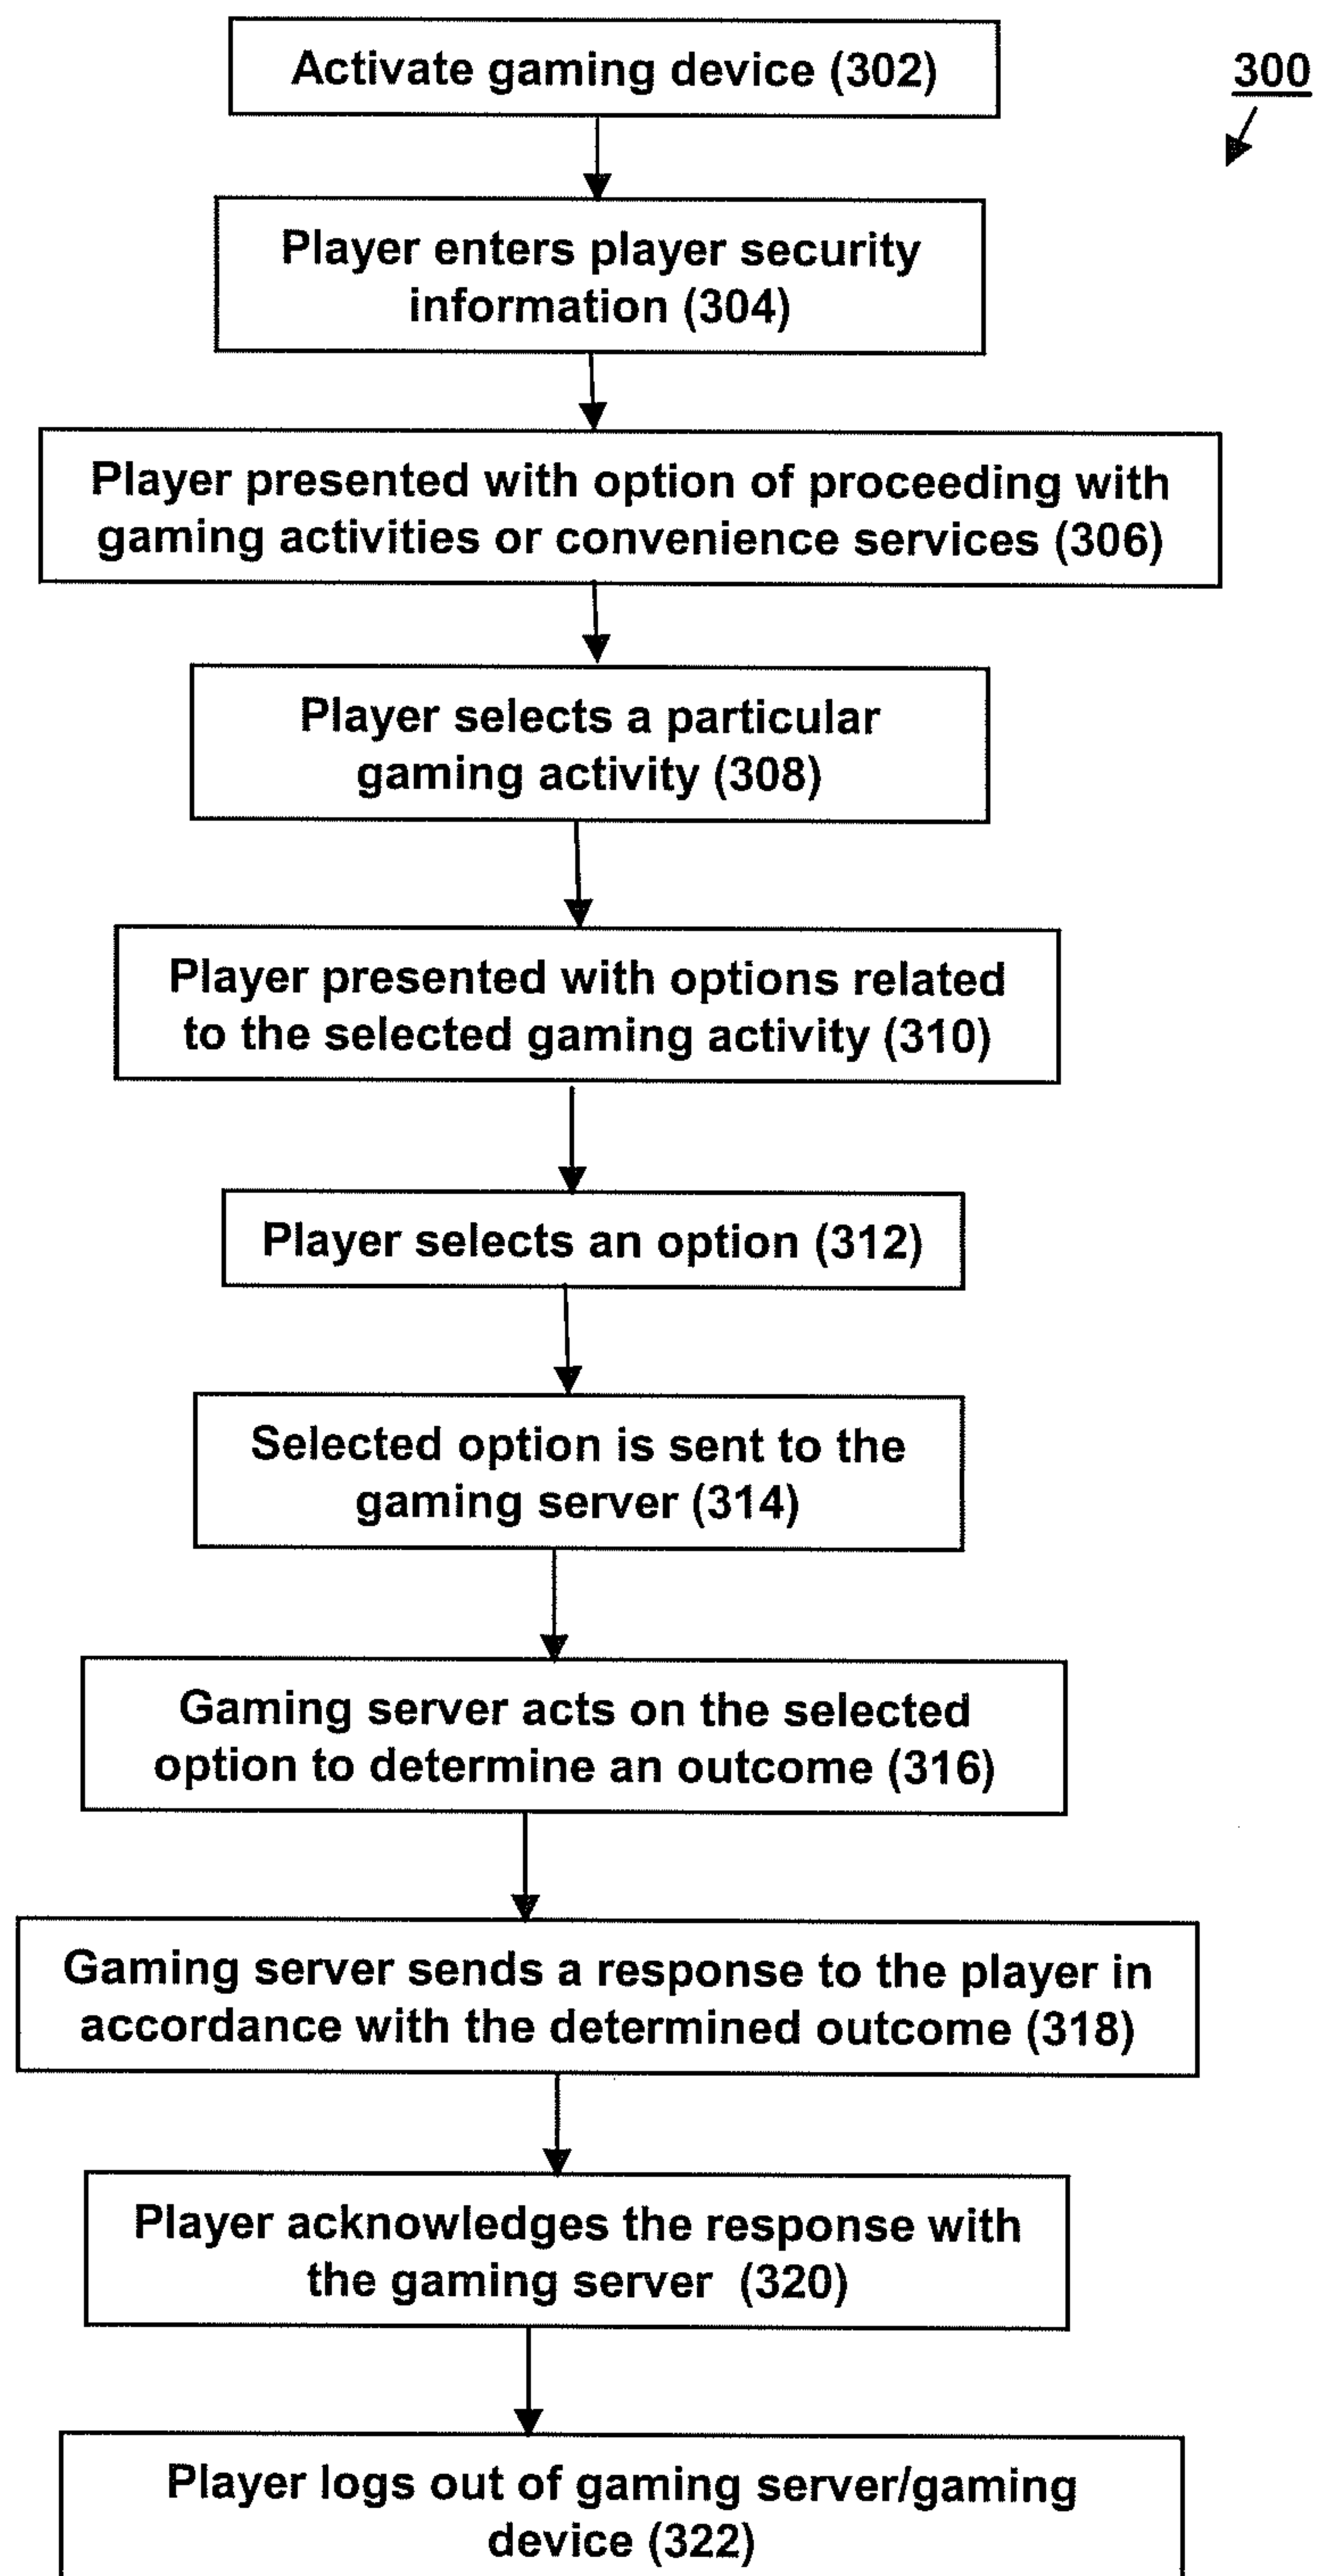 Activate gaming device (302)
300
Player enters player security
information (304)
Player presented with option of proceeding with
gaming activities or convenience services (306)
Player selects a particular
gaming activity (308)
Player presented with options related
to the selected gaming activity (310)
Player selects an option (312)
Selected option is sent to the
gaming server (314)
Gaming server acts on the selected
option to determine an outcome (316)
Gaming server sends a response to the player in
accordance with the determined outcome (318)
Player acknowledges the response with
the gaming server (320)
Player logs out of gaming server/gaming
device (322)